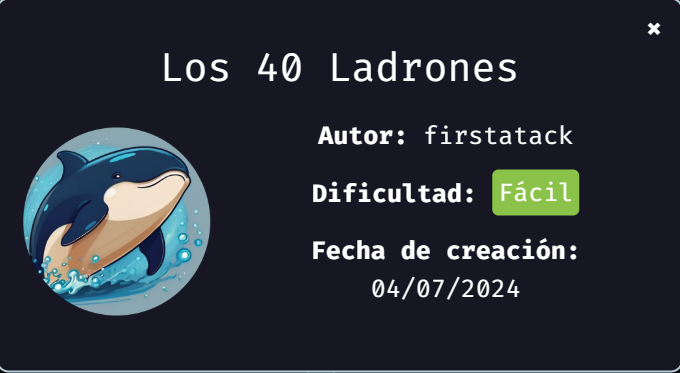 ✖
Los 40 Ladrones
Autor: firstatack
Dificultad: Fácil
Fecha de creación:
04/07/2024